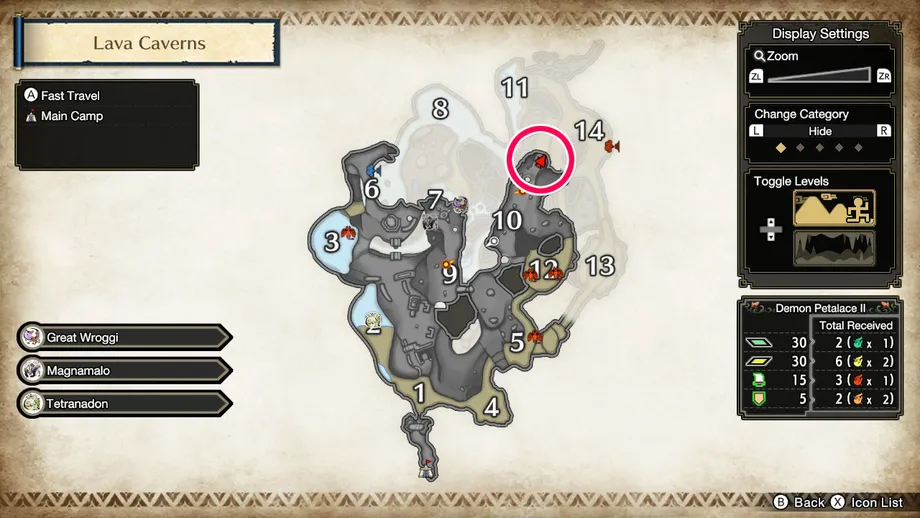 Lava Caverns
A Fast Travel
Main Camp
Great Wroggi
Magnamalo
Tetranadon
11
8
14
6
7
3
10
9
12
13
2
5
1
4
Display Settings
Zoom
ZL ZR
Change Category
L Hide R
Toggle Levels
Demon Petalace II
Total Received
30 2 ( x 1)
30 6 ( x 2)
15 3 ( x 1)
5 2 ( x 2)
B Back X Icon List